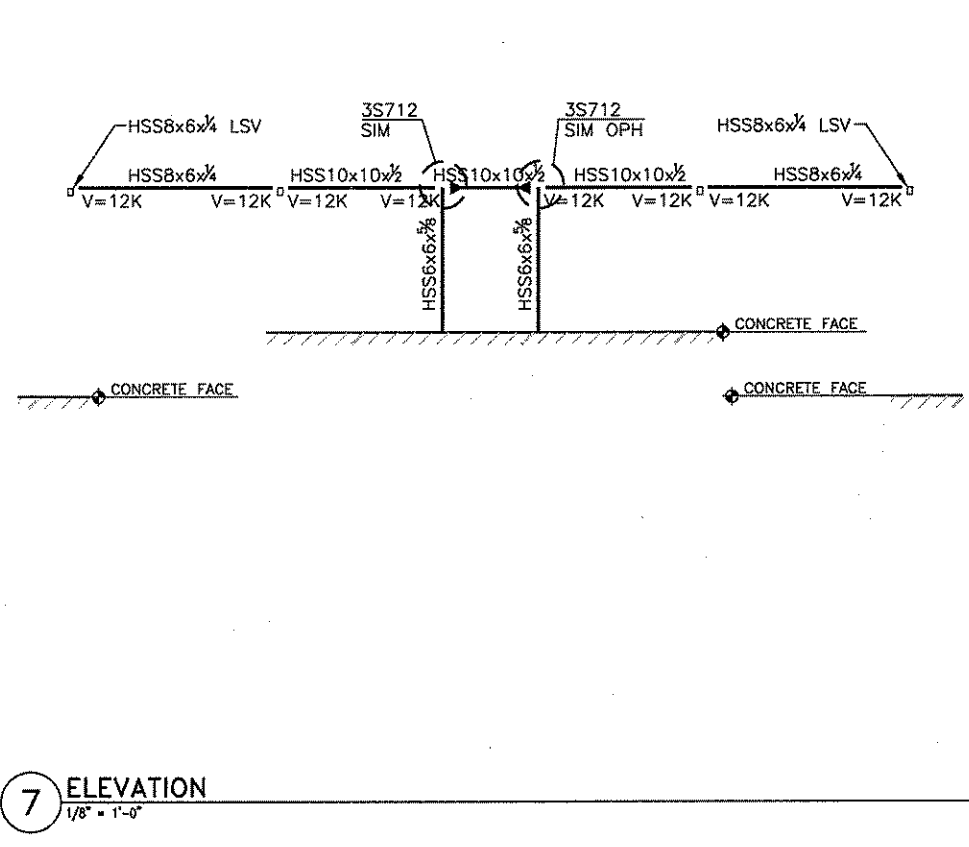 3S712
SIM
3S712
SIM OPH
HSS8x6x¼ LSV
HSS8x6x¼ LSV
HSS8x6x¼
HSS10x10x½
HSS10x10x½
HSS10x10x½
HSS8x6x¼
V=12K
V=12K
V=12K
V=12K
V=12K
V=12K
V=12K
V=12K
HSS6x6x⅝
HSS6x6x⅝
CONCRETE FACE
CONCRETE FACE
CONCRETE FACE
7
ELEVATION
1/8" = 1'-0"